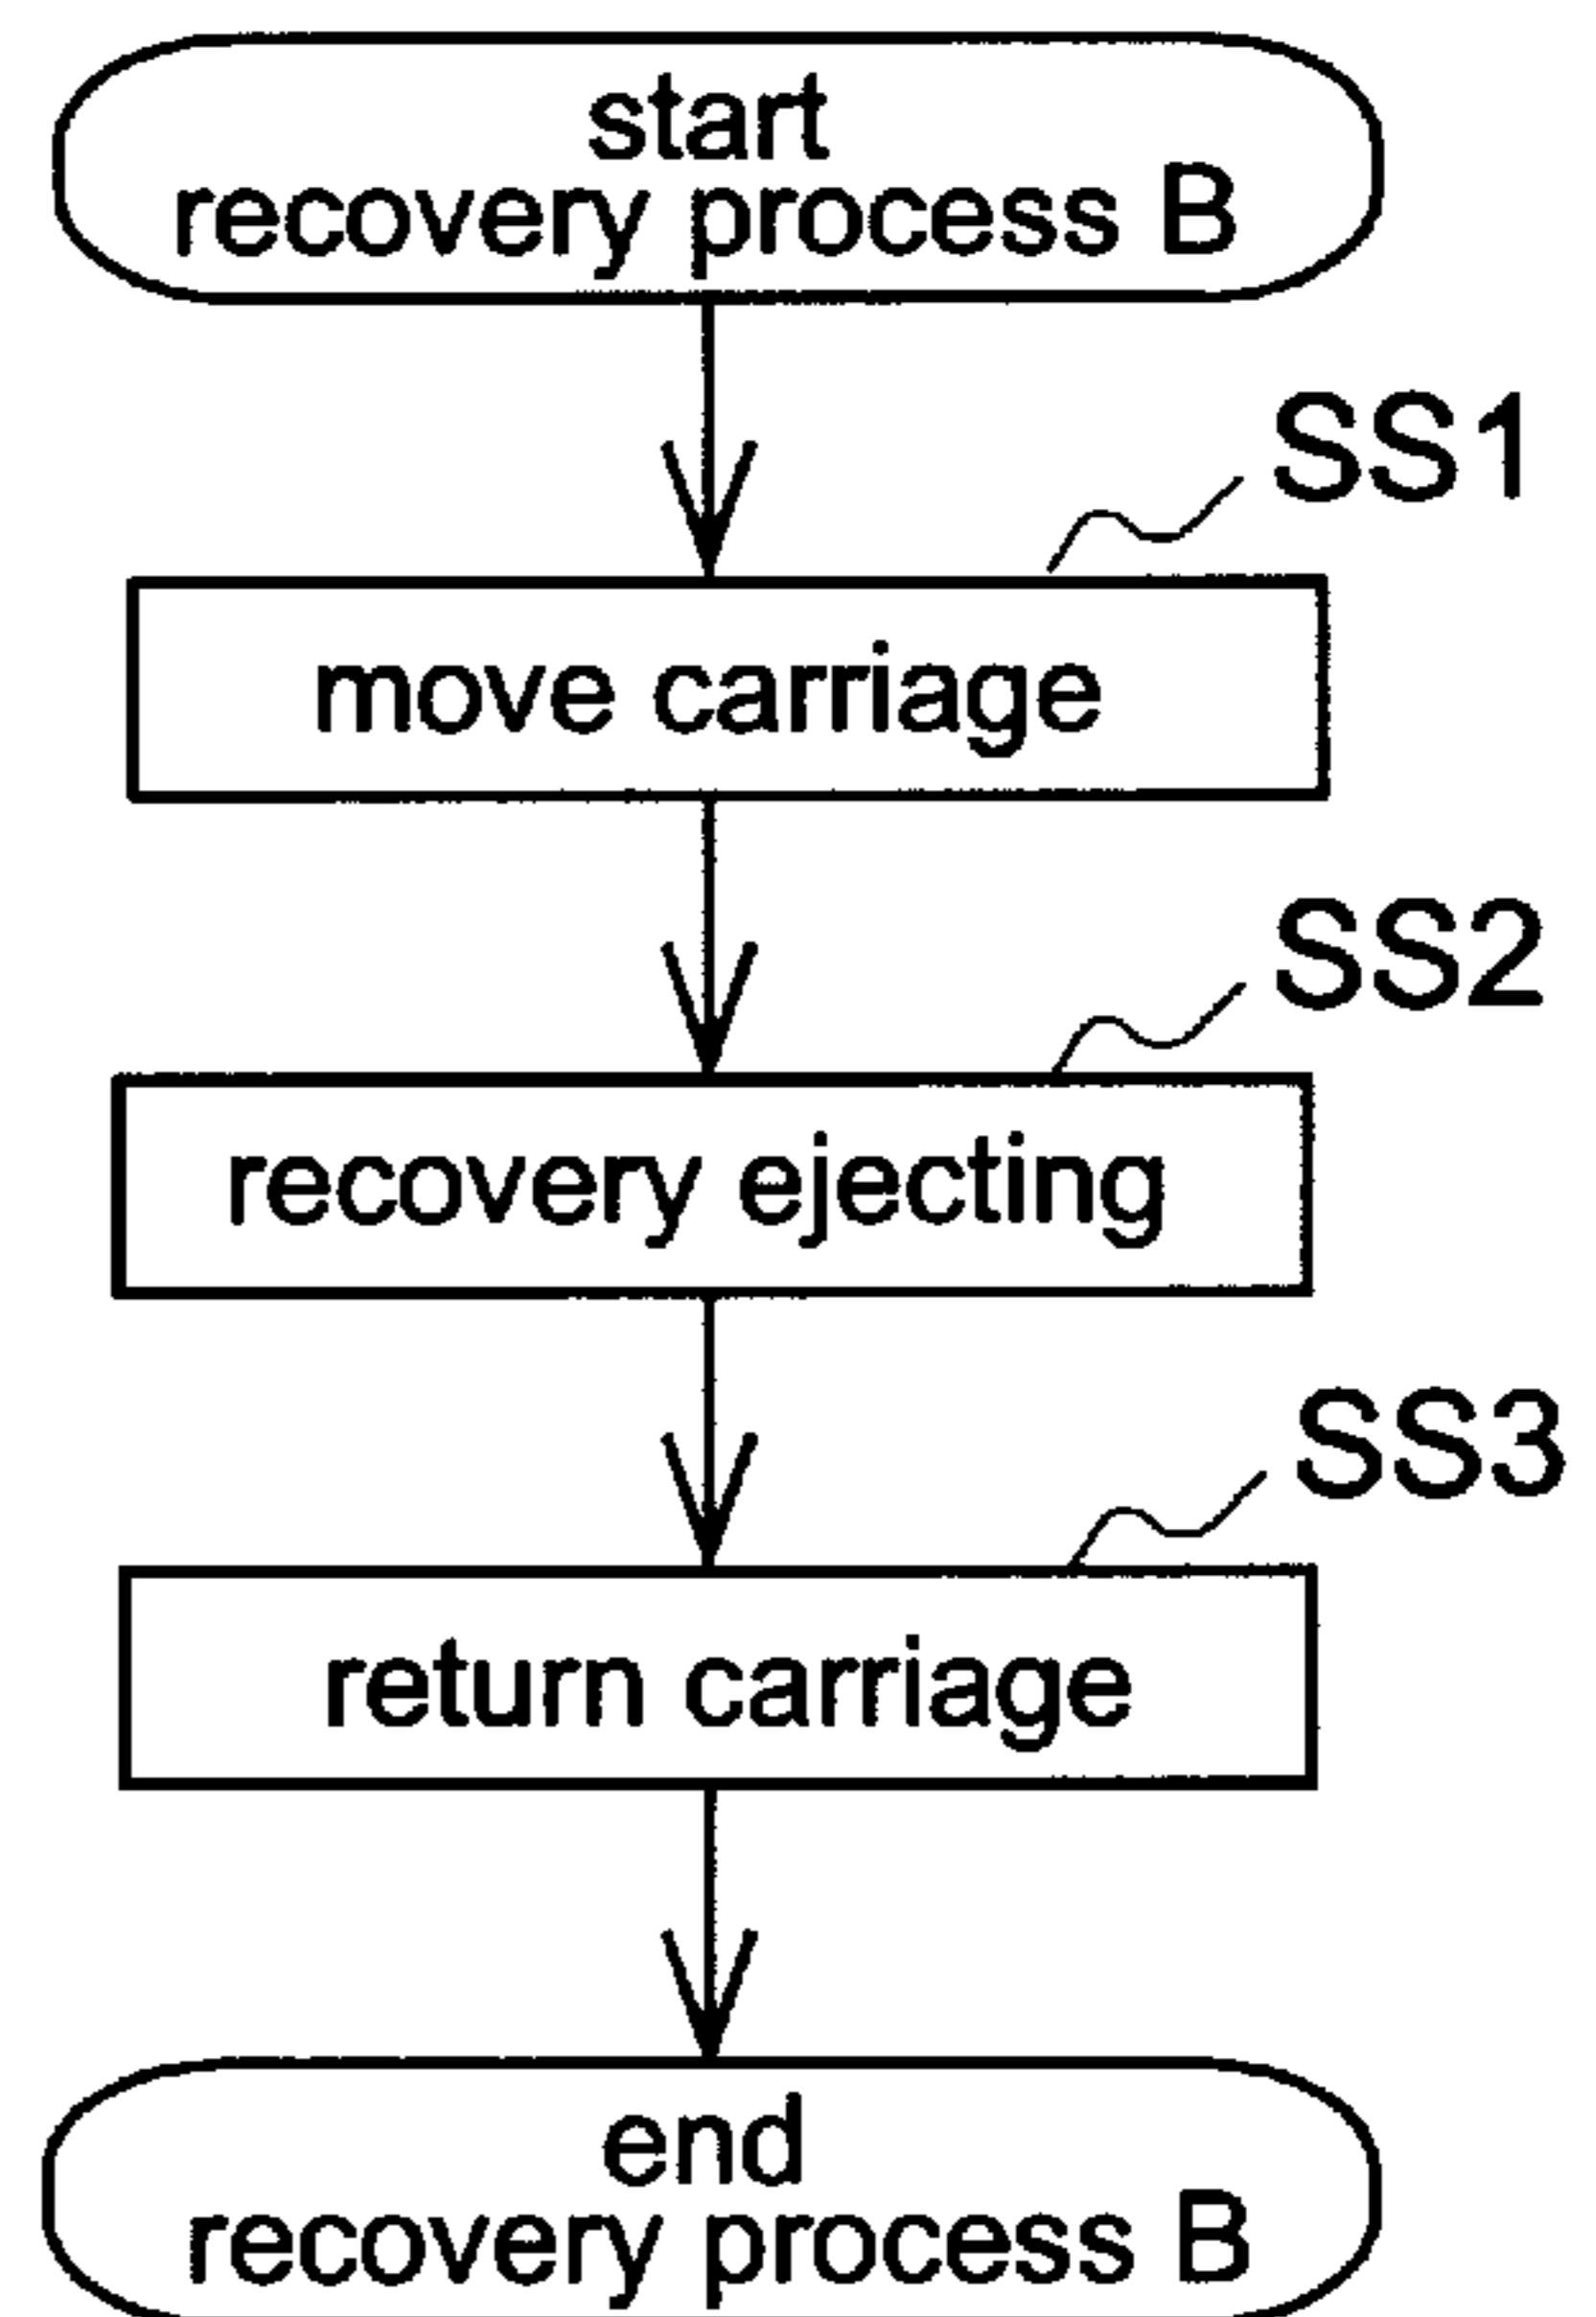 start
recovery process B
SS1
move carriage
SS2
recovery ejecting
SS3
return carriage
end
recovery process B